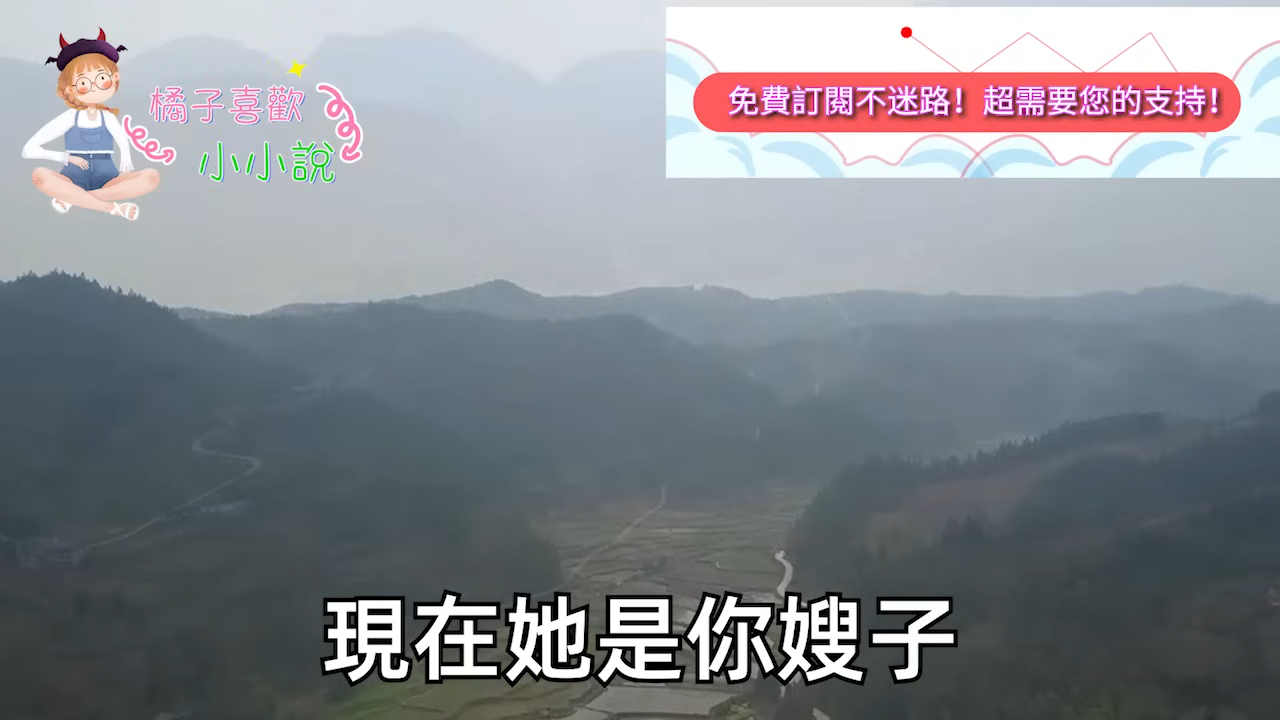 橘子喜歡
小小說
免費訂閱不迷路！超需要您的支持！
現在她是你嫂子